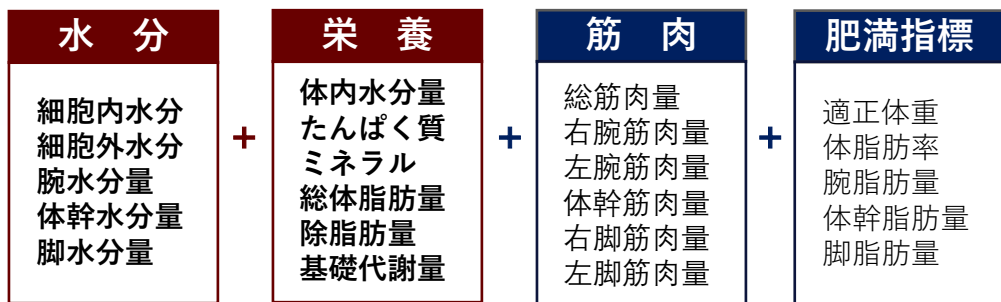 水　分
細胞内水分
細胞外水分
腕水分量
体幹水分量
脚水分量
+
栄　養
体内水分量
たんぱく質
ミネラル
総体脂肪量
除脂肪量
基礎代謝量
+
筋　肉
総筋肉量
右腕筋肉量
左腕筋肉量
体幹筋肉量
右脚筋肉量
左脚筋肉量
+
肥満指標
適正体重
体脂肪率
腕脂肪量
体幹脂肪量
脚脂肪量